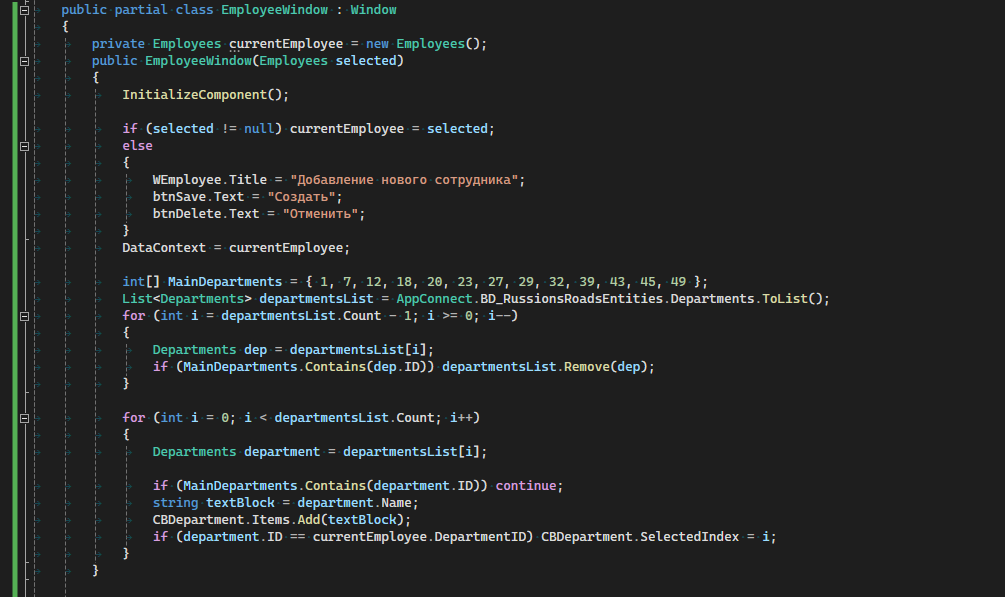 public partial class EmployeeWindow : Window
{
private Employees currentEmployee = new Employees();
public EmployeeWindow(Employees selected)
{
InitializeComponent();
if (selected != null) currentEmployee = selected;
else
{
WEmployee.Title = "Добавление нового сотрудника";
btnSave.Text = "Создать";
btnDelete.Text = "Отменить";
}
DataContext = currentEmployee;
int[] MainDepartments = { 1, 7, 12, 18, 20, 23, 27, 29, 32, 39, 43, 45, 49 };
List<Departments> departmentsList = AppConnect.BD_RussionsRoadsEntities.Departments.ToList();
for (int i = departmentsList.Count - 1; i >= 0; i--)
{
Departments dep = departmentsList[i];
if (MainDepartments.Contains(dep.ID)) departmentsList.Remove(dep);
}
for (int i = 0; i < departmentsList.Count; i++)
{
Departments department = departmentsList[i];
if (MainDepartments.Contains(department.ID)) continue;
string textBlock = department.Name;
CBDepartment.Items.Add(textBlock);
if (department.ID == currentEmployee.DepartmentID) CBDepartment.SelectedIndex = i;
}
}